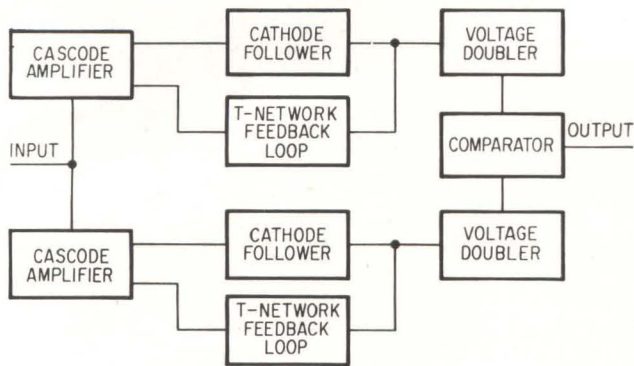 CASCODE
AMPLIFIER
CATHODE
FOLLOWER
VOLTAGE
DOUBLER
T-NETWORK
FEEDBACK
LOOP
INPUT
COMPARATOR
OUTPUT
CASCODE
AMPLIFIER
CATHODE
FOLLOWER
VOLTAGE
DOUBLER
T-NETWORK
FEEDBACK
LOOP